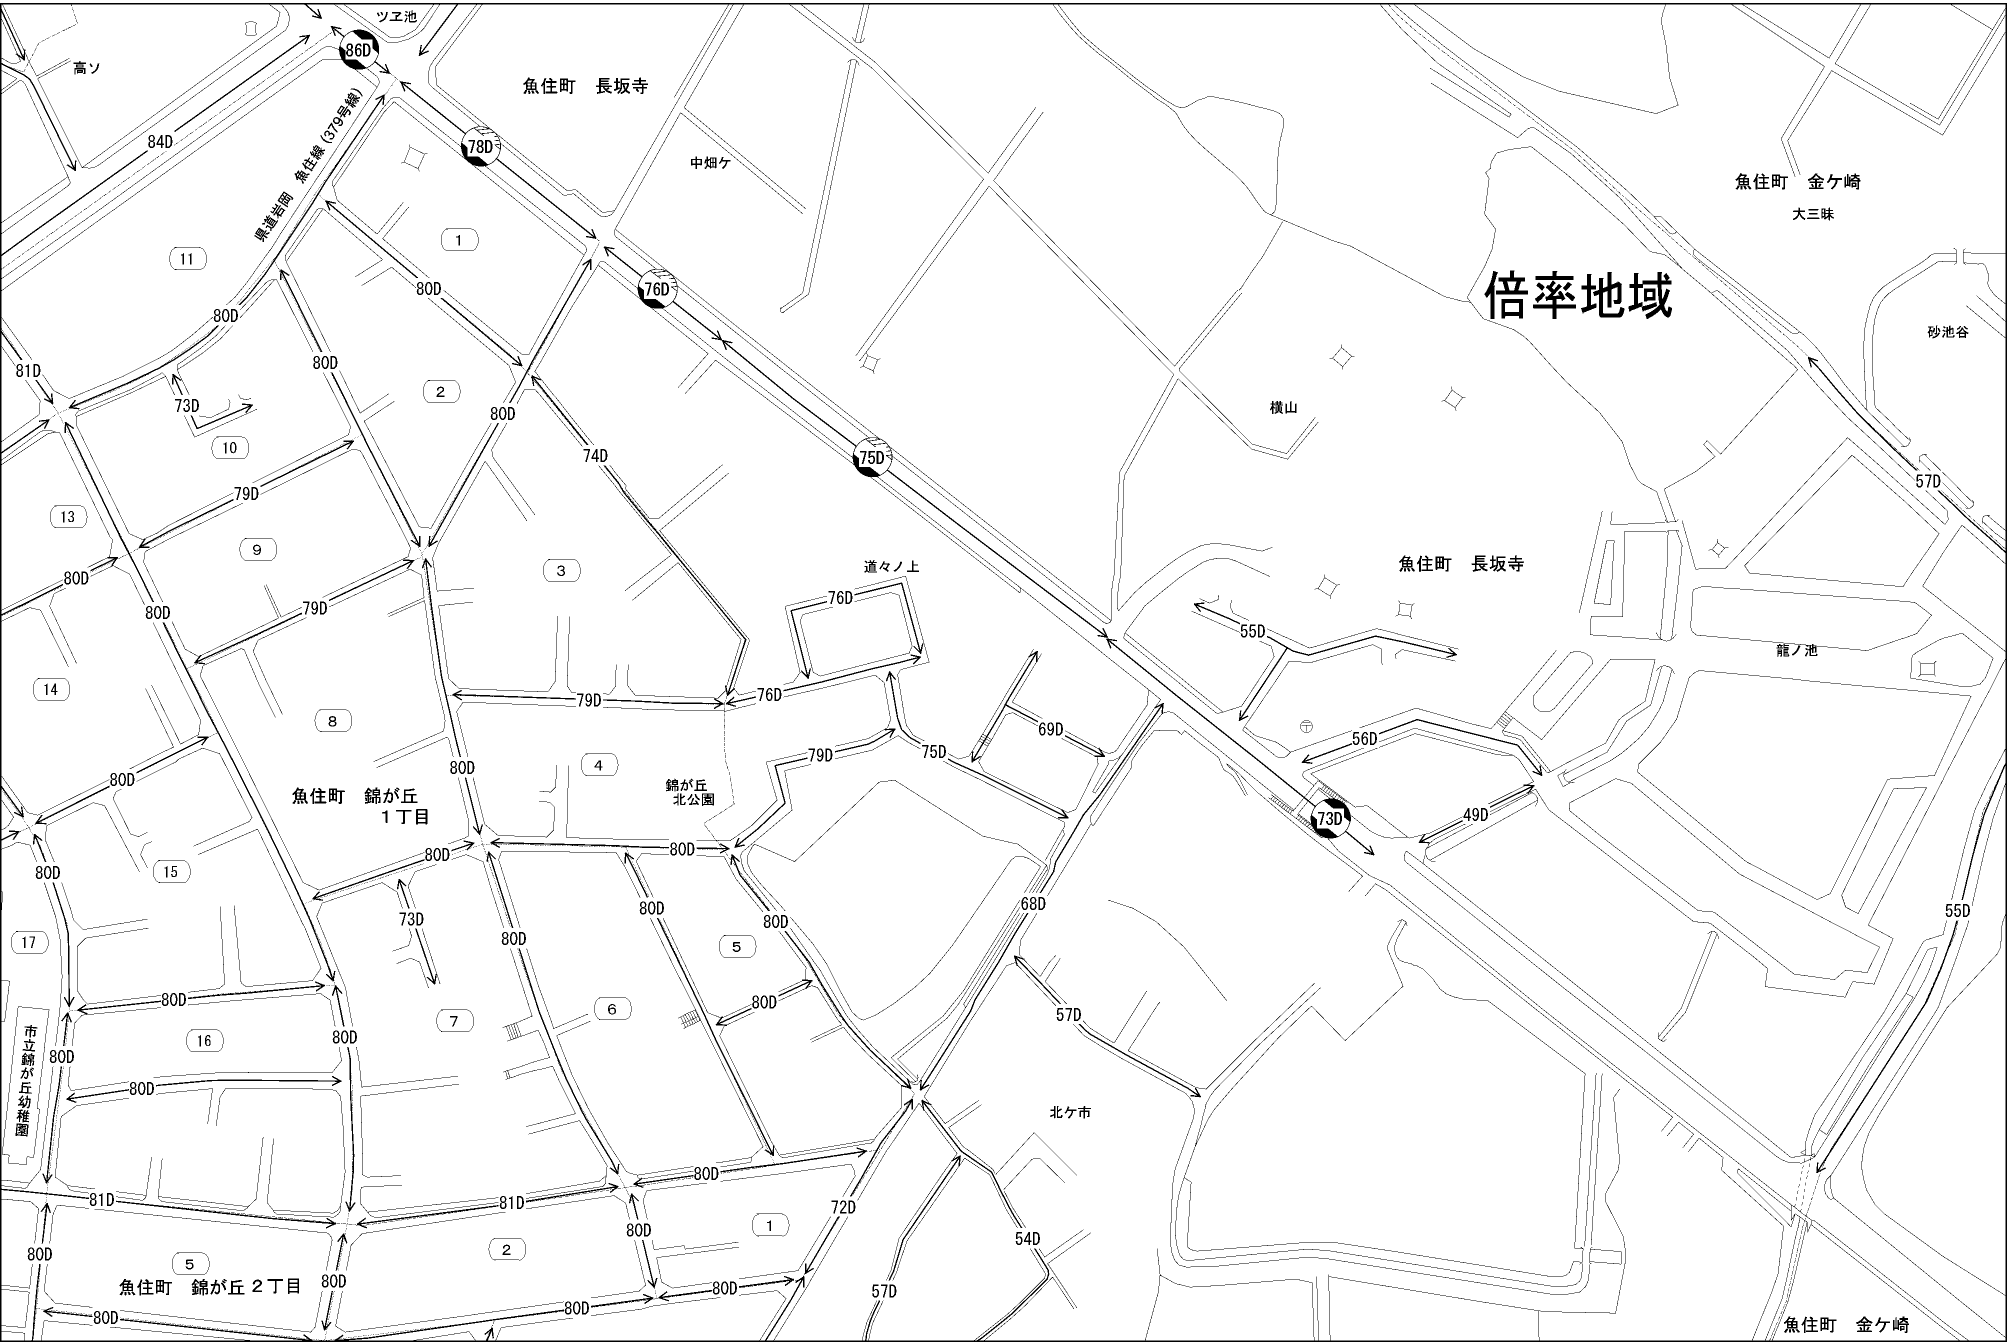 ツヱ池
86D
高ソ
魚住町　長坂寺
県道岩岡　魚住線(379号線)
84D
78D
中畑ケ
魚住町　金ケ崎
大三昧
1
11
80D
76D
倍率地域
80D
砂池谷
81D
80D
73D
2
80D
横山
10
74D
75D
79D
57D
13
9
3
道々ノ上
魚住町　長坂寺
80D
80D
79D
76D
55D
龍ノ池
14
8
79D
76D
69D
56D
80D
80D
4
79D
75D
錦が丘
北公園
魚住町　錦が丘
１丁目
49D
73D
80D
80D
15
80D
73D
80D
80D
80D
68D
55D
17
5
80D
80D
6
7
57D
市立錦が丘幼稚園
80D
16
80D
80D
北ケ市
80D
81D
81D
72D
80D
1
54D
80D
80D
2
5
80D
魚住町　錦が丘２丁目
80D
57D
80D
80D
魚住町　金ケ崎